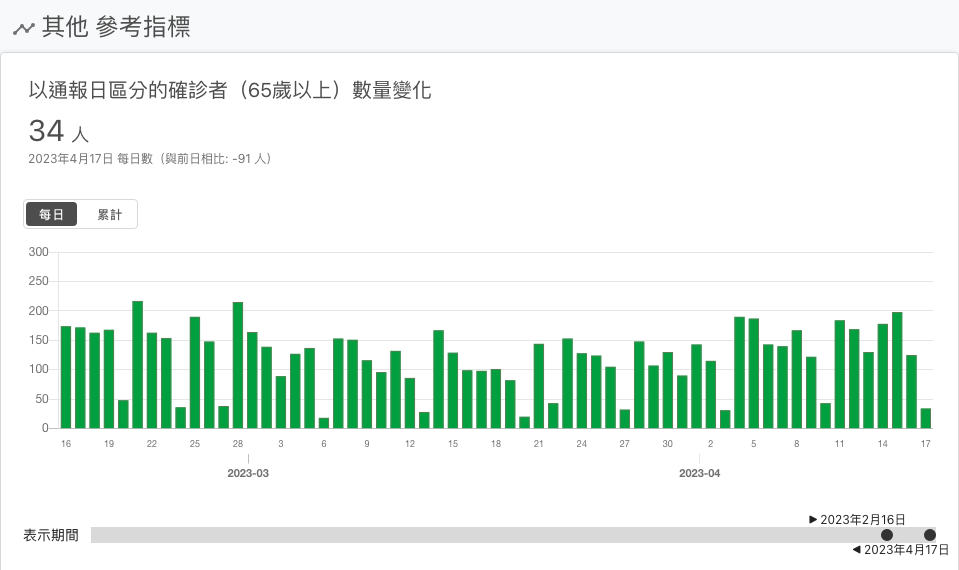 其他 參考指標
以通報日區分的確診者（65歲以上）數量變化
34 人
2023年4月17日 每日數（與前日相比: -91 人）
每日 累計
300
250
200
150
100
50
0
16 19 22 25 28 3 6 9 12 15 18 21 24 27 30 2 5 8 11 14 17
2023-03 2023-04
2023年2月16日
表示期間
2023年4月17日